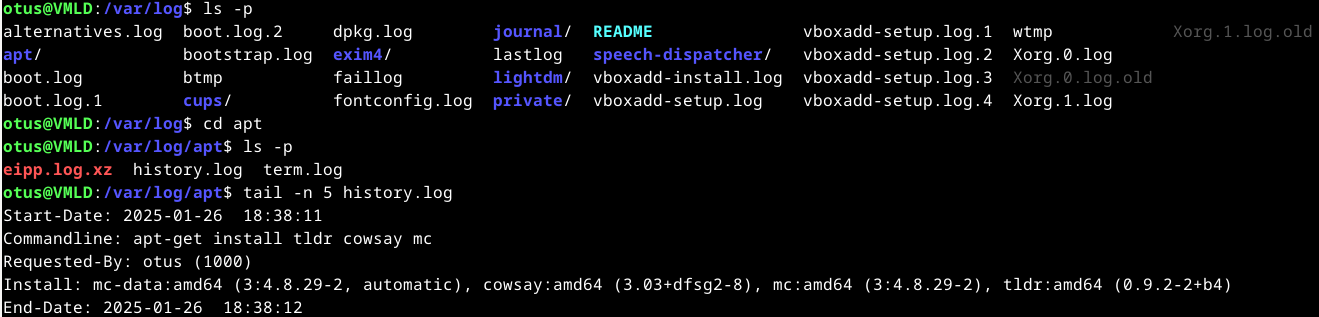 otus@VMLD:/var/log$ ls -p
alternatives.log  boot.log.2     dpkg.log        journal/  README              vboxadd-setup.log.1  wtmp            Xorg.1.log.old
apt/              bootstrap.log  exim4/          lastlog   speech-dispatcher/  vboxadd-setup.log.2  Xorg.0.log
boot.log          btmp           faillog         lightdm/  vboxadd-install.log vboxadd-setup.log.3  Xorg.0.log.old
boot.log.1        cups/          fontconfig.log  private/  vboxadd-setup.log   vboxadd-setup.log.4  Xorg.1.log
otus@VMLD:/var/log$ cd apt
otus@VMLD:/var/log/apt$ ls -p
eipp.log.xz  history.log  term.log
otus@VMLD:/var/log/apt$ tail -n 5 history.log
Start-Date: 2025-01-26  18:38:11
Commandline: apt-get install tldr cowsay mc
Requested-By: otus (1000)
Install: mc-data:amd64 (3:4.8.29-2, automatic), cowsay:amd64 (3.03+dfsg2-8), mc:amd64 (3:4.8.29-2), tldr:amd64 (0.9.2-2+b4)
End-Date: 2025-01-26  18:38:12